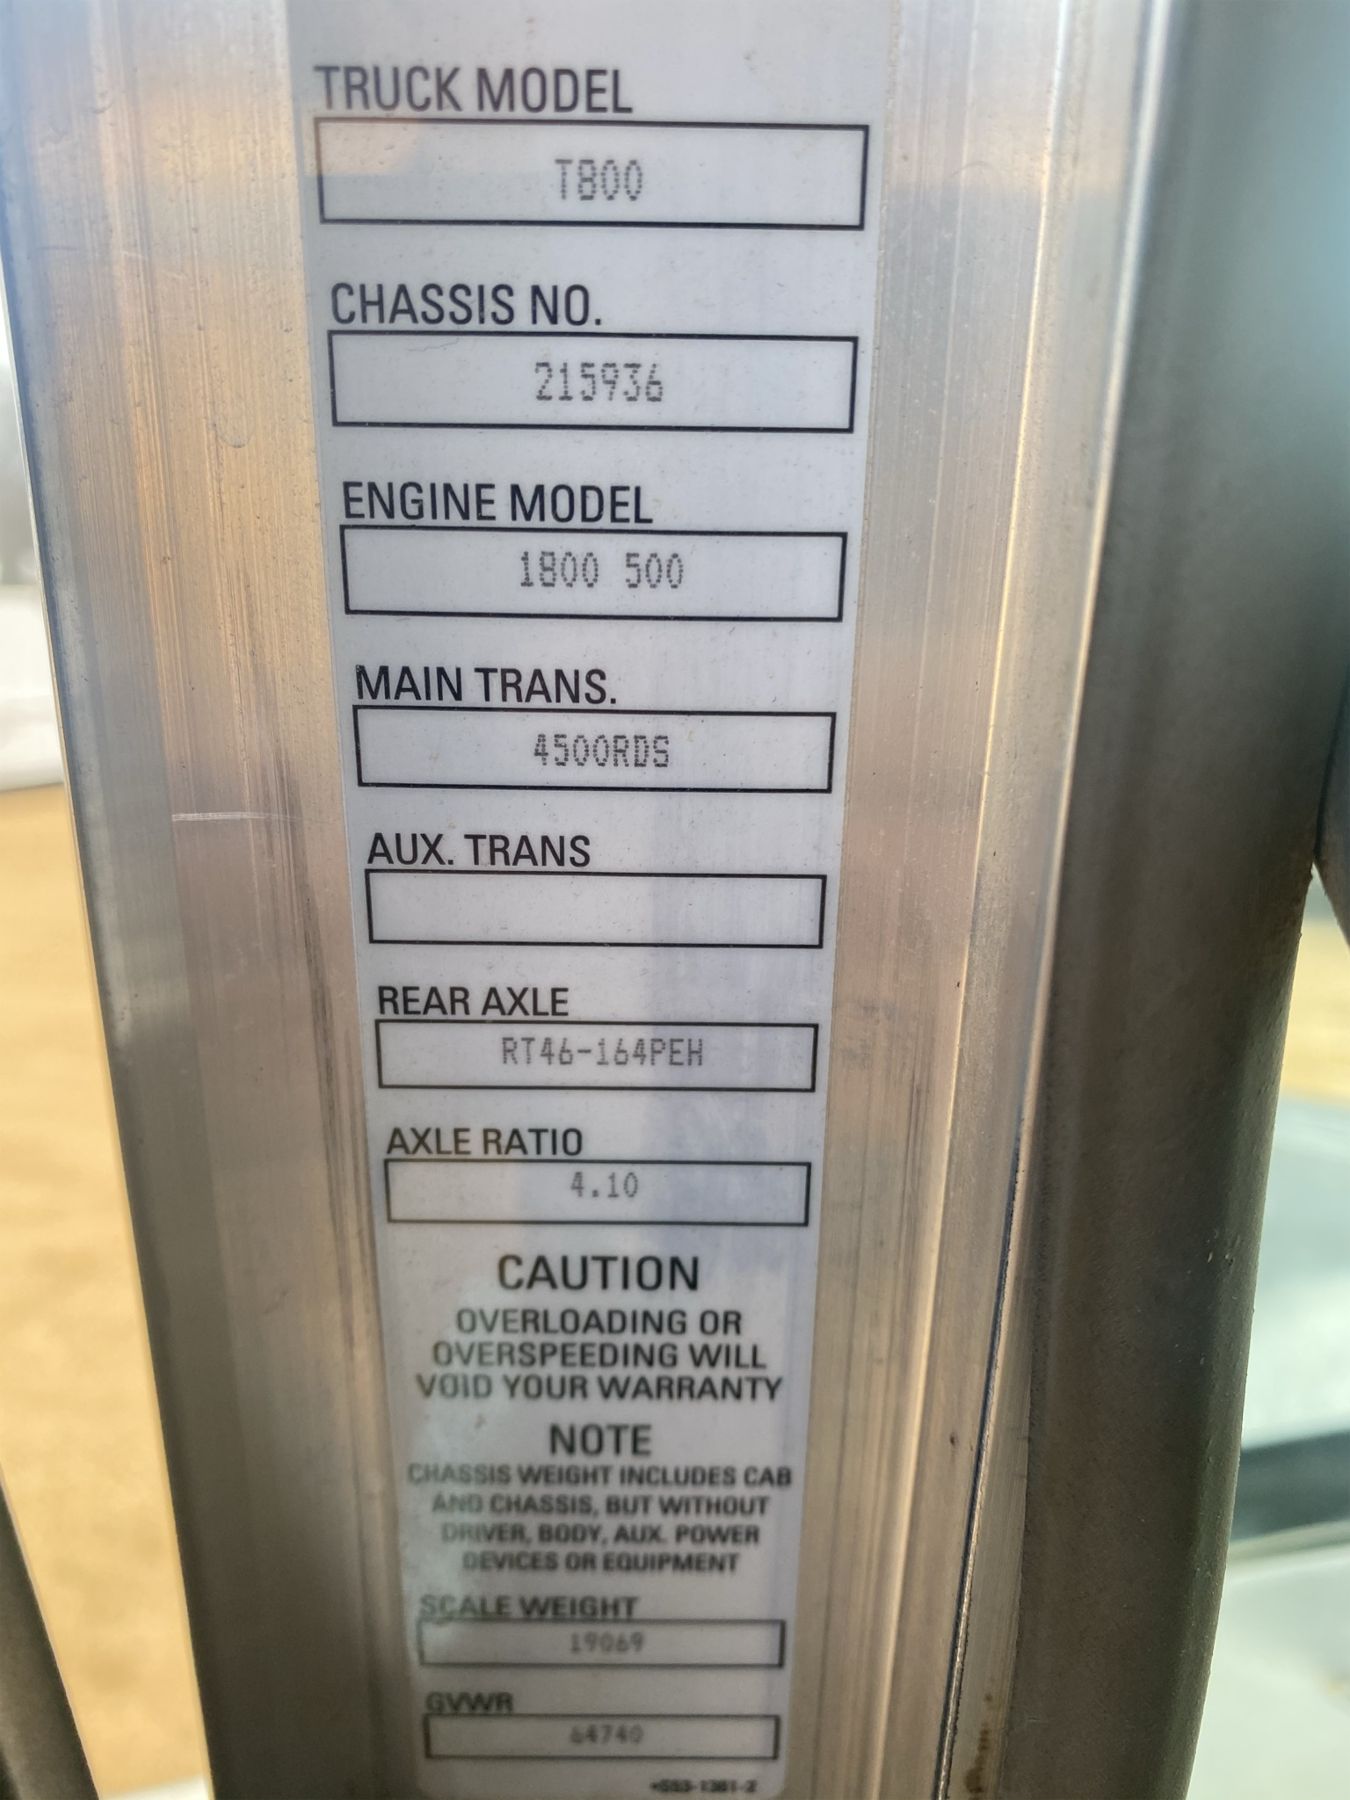 TRUCK MODEL
T800
CHASSIS NO.
215936
ENGINE MODEL
1800 500
MAIN TRANS.
4500RDS
AUX. TRANS
REAR AXLE
RT46-164PEH
AXLE RATIO
4.10
CAUTION
OVERLOADING OR
OVERSPEEDING WILL
VOID YOUR WARRANTY
NOTE
CHASSIS WEIGHT INCLUDES CAB
AND CHASSIS, BUT WITHOUT
DRIVER, BODY, AUX. POWER
DEVICES OR EQUIPMENT
SCALE WEIGHT
19069
GVWR
64740